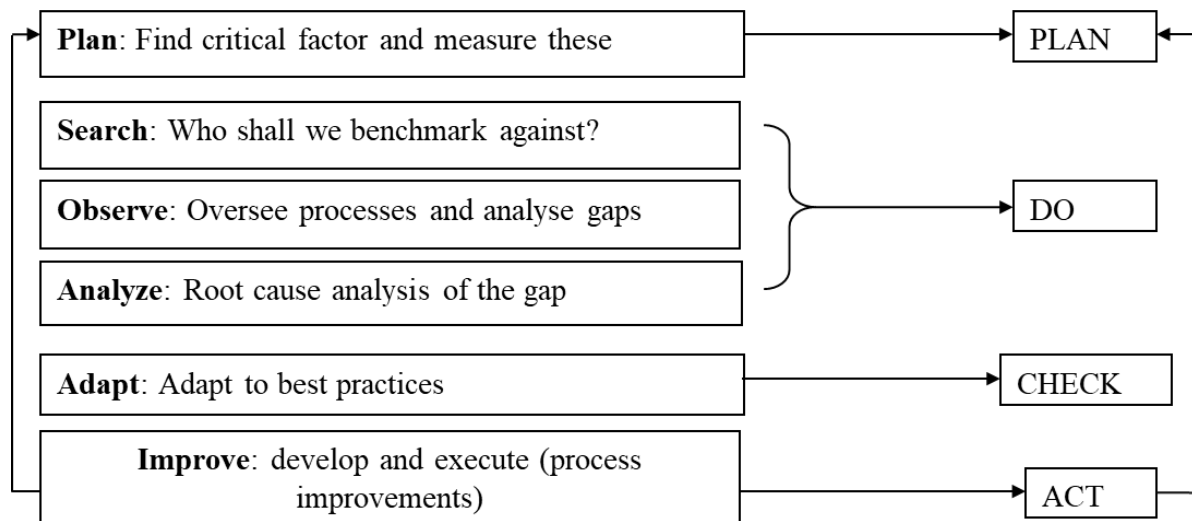 Plan: Find critical factor and measure these
PLAN
Search: Who shall we benchmark against?
Observe: Oversee processes and analyse gaps
DO
Analyze: Root cause analysis of the gap
Adapt: Adapt to best practices
CHECK
Improve: develop and execute (process
improvements)
ACT